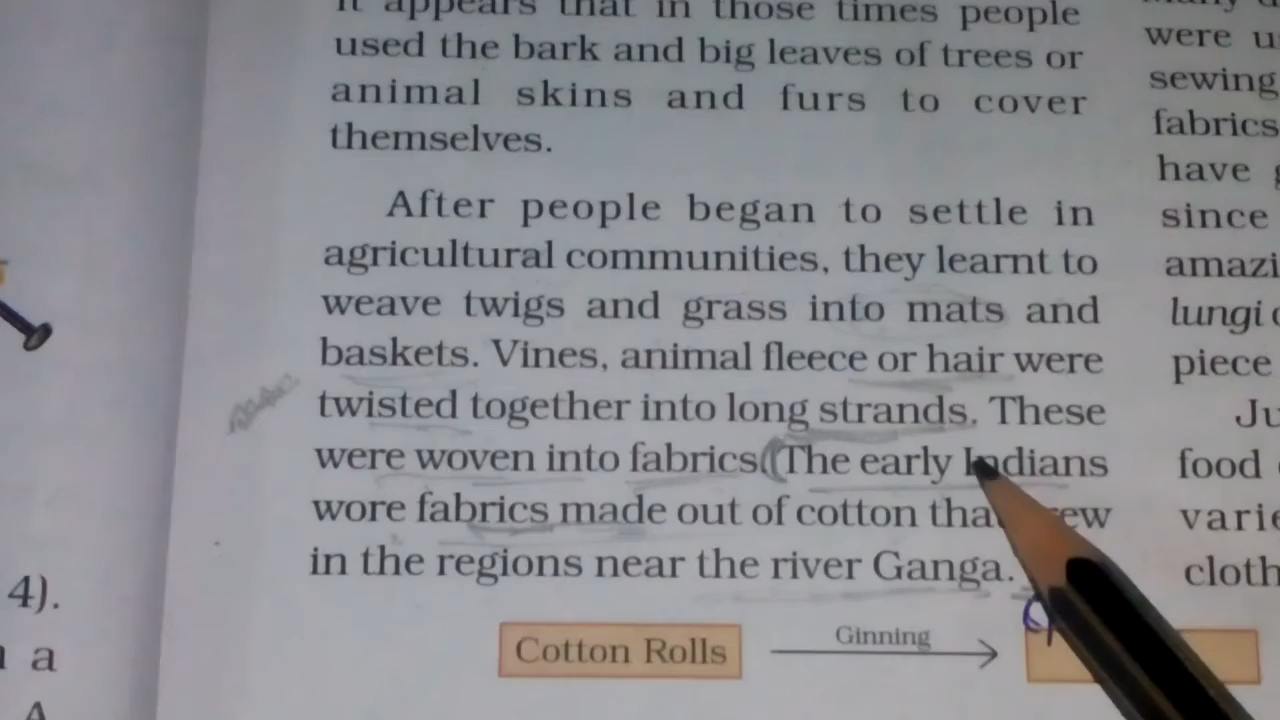 It appears that in those times people
used the bark and big leaves of trees or
animal skins and furs to cover
themselves.
After people began to settle in
agricultural communities, they learnt to
weave twigs and grass into mats and
baskets. Vines, animal fleece or hair were
twisted together into long strands. These
were woven into fabrics. The early Indians
wore fabrics made out of cotton that grew
in the regions near the river Ganga.
Cotton Rolls
Ginning
were u
sewing
fabrics
have
since
amazi
lungi
piece
Ju
food
varie
cloth
4).
a